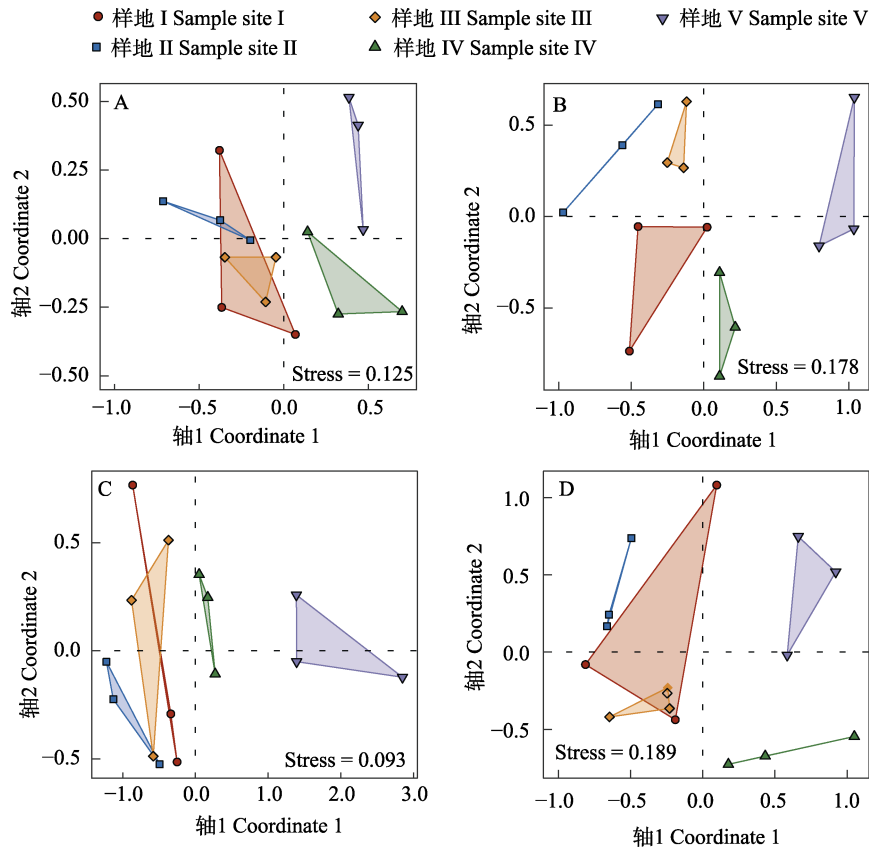 样地 I Sample site I
样地 III Sample site III
样地 V Sample site V
样地 II Sample site II
样地 IV Sample site IV
A
0.50
0.25
0.00
−0.25
−0.50
轴2 Coordinate 2
Stress = 0.125
−1.0 −0.5 0.0 0.5
轴1 Coordinate 1
B
0.5
0.0
−0.5
轴2 Coordinate 2
Stress = 0.178
−1.0 −0.5 0.0 0.5 1.0
轴1 Coordinate 1
C
0.5
0.0
−0.5
轴2 Coordinate 2
Stress = 0.093
−1.0 0.0 1.0 2.0 3.0
轴1 Coordinate 1
D
1.0
0.5
0.0
−0.5
轴2 Coordinate 2
Stress = 0.189
−1.0 −0.5 0.0 0.5 1.0
轴1 Coordinate 1